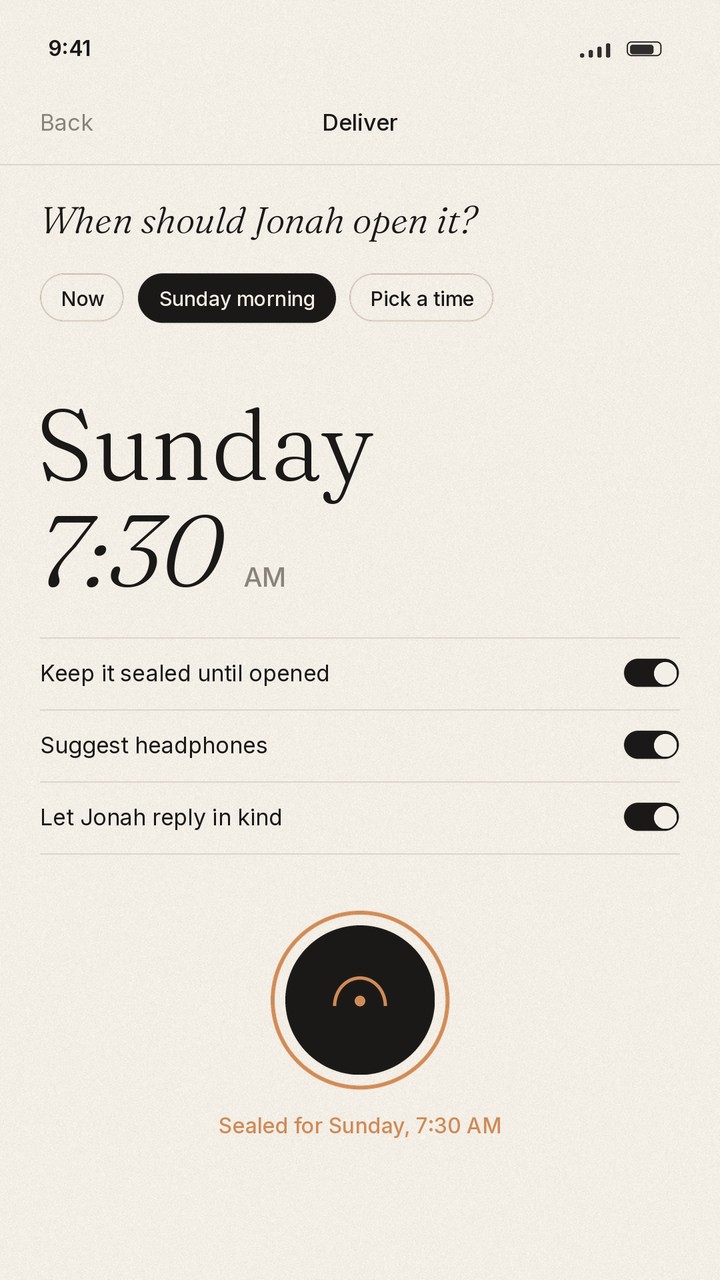 9:41
Back
Deliver
When should Jonah open it?
Now
Sunday morning
Pick a time
Sunday
7:30 AM
Keep it sealed until opened
Suggest headphones
Let Jonah reply in kind
Sealed for Sunday, 7:30 AM